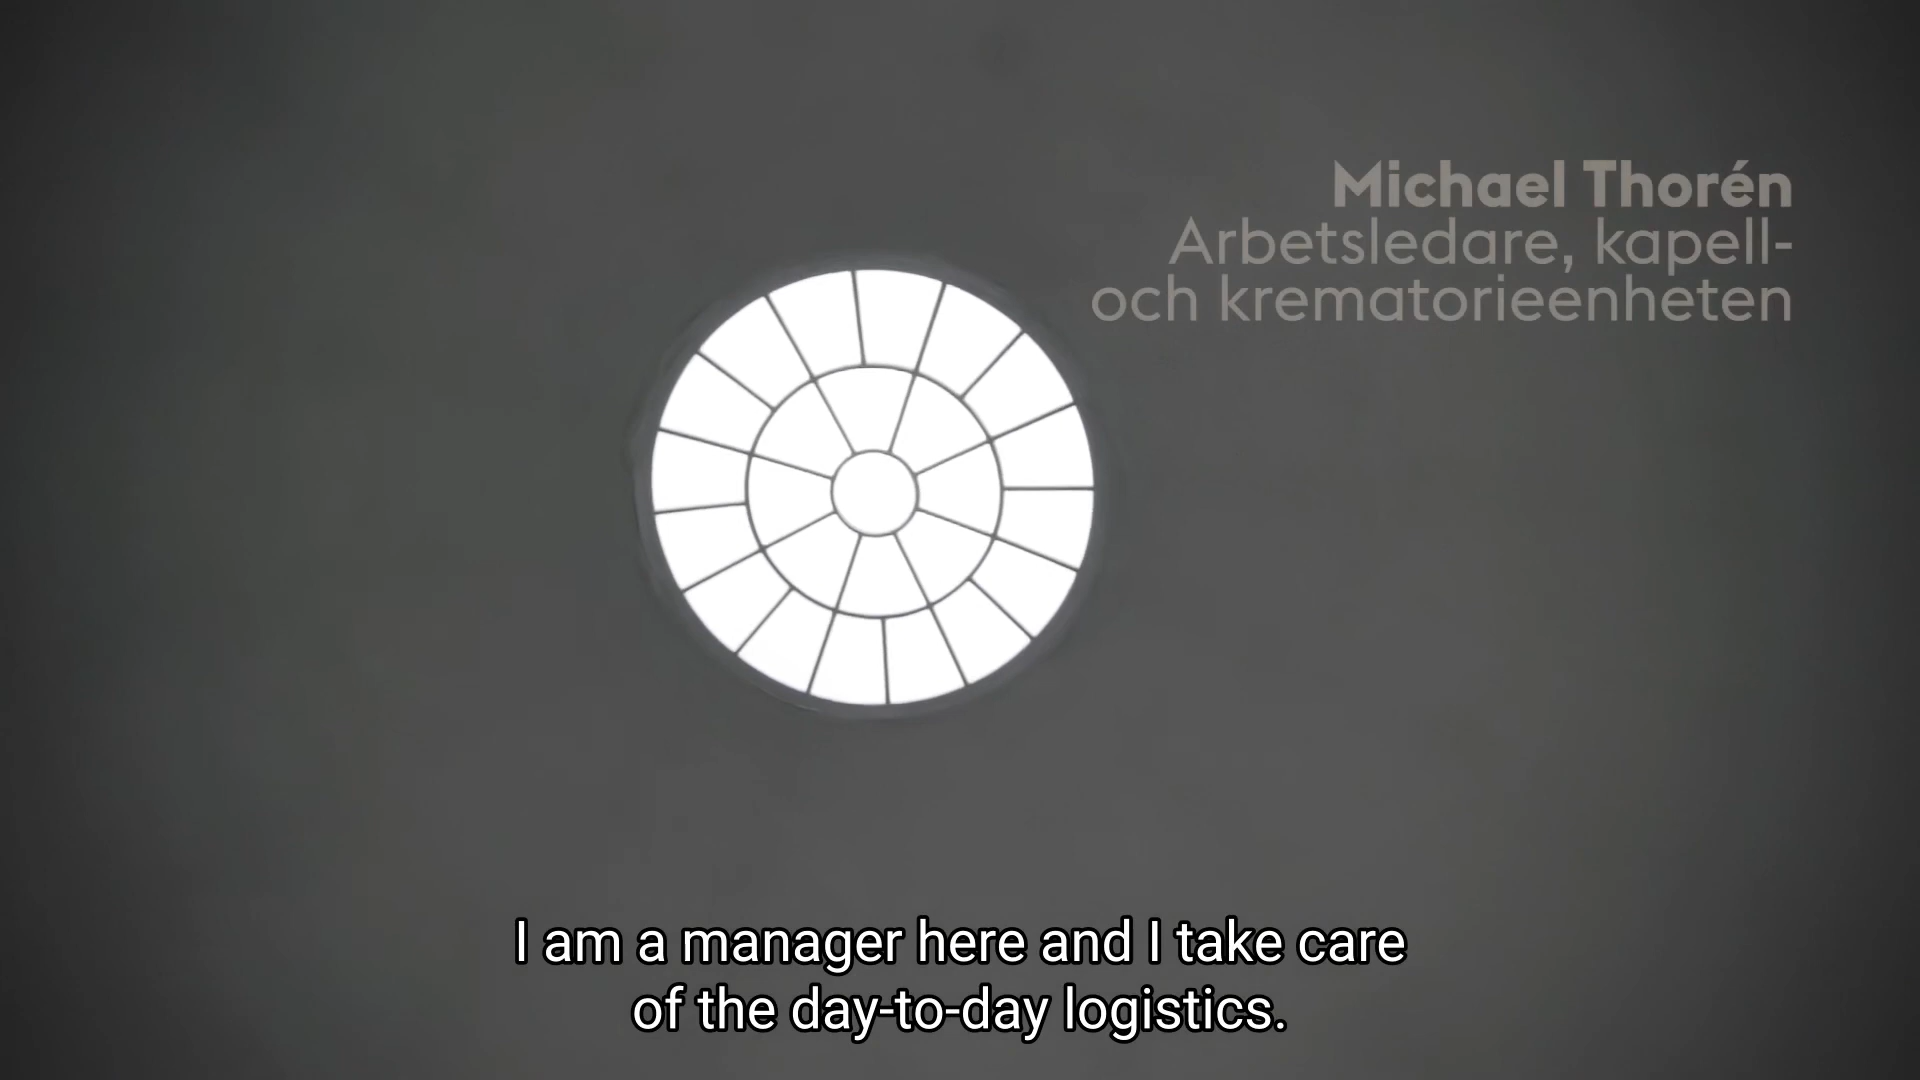 Michael Thorén
Arbetsledare, kapell-
och krematorieenheten
I am a manager here and I take care
of the day-to-day logistics.